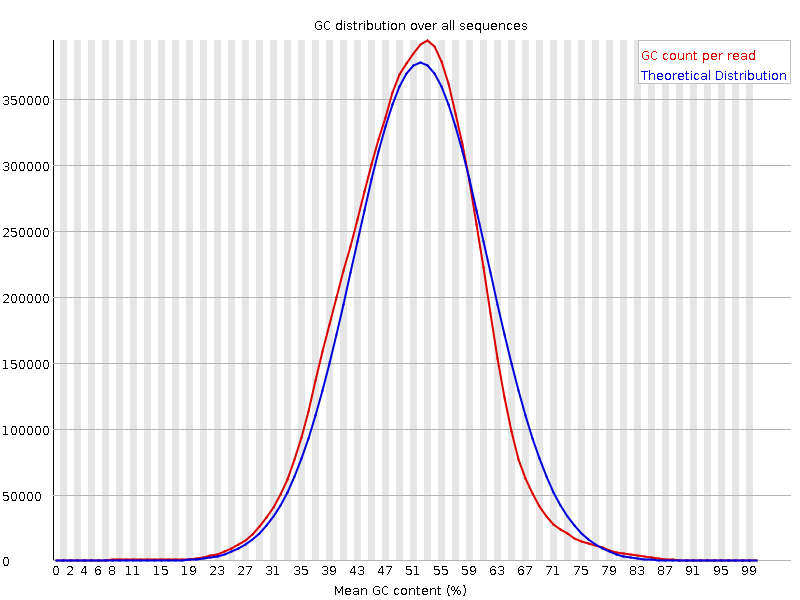 GC distribution over all sequences
GC count per read
Theoretical Distribution
350000
300000
250000
200000
150000
100000
50000
0
0 2 4 6 8 11 15 19 23 27 31 35 39 43 47 51 55 59 63 67 71 75 79 83 87 91 95 99
Mean GC content (%)